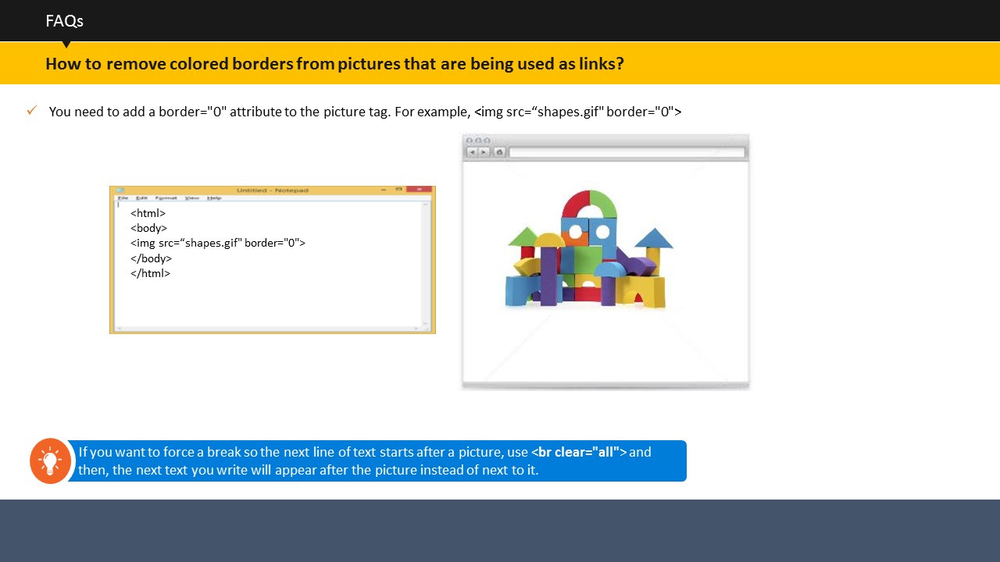 FAQs
How to remove colored borders from pictures that are being used as links?
✓ You need to add a border="0" attribute to the picture tag. For example, <img src=“shapes.gif" border="0">
Untitled - Notepad
File Edit Format View Help
<html>
<body>
<img src=“shapes.gif" border="0">
</body>
</html>
If you want to force a break so the next line of text starts after a picture, use <br clear="all"> and
then, the next text you write will appear after the picture instead of next to it.